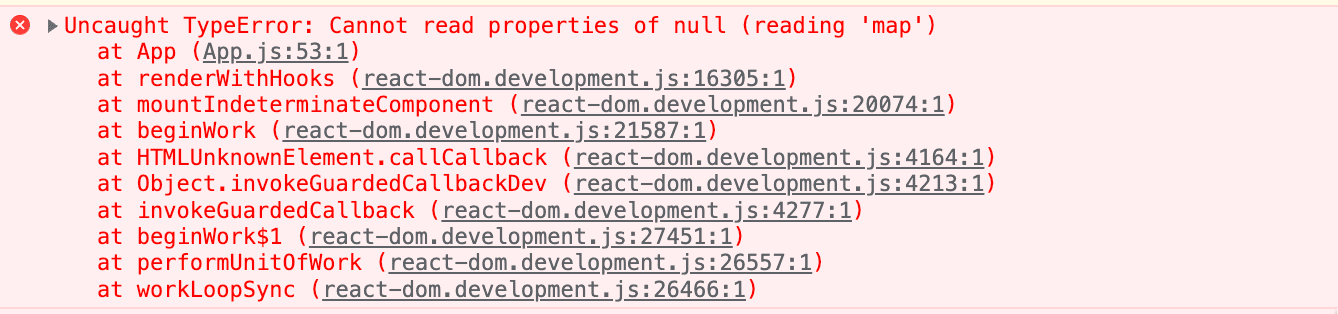 Uncaught TypeError: Cannot read properties of null (reading 'map')
at App (App.js:53:1)
at renderWithHooks (react-dom.development.js:16305:1)
at mountIndeterminateComponent (react-dom.development.js:20074:1)
at beginWork (react-dom.development.js:21587:1)
at HTMLUnknownElement.callCallback (react-dom.development.js:4164:1)
at Object.invokeGuardedCallbackDev (react-dom.development.js:4213:1)
at invokeGuardedCallback (react-dom.development.js:4277:1)
at beginWork$1 (react-dom.development.js:27451:1)
at performUnitOfWork (react-dom.development.js:26557:1)
at workLoopSync (react-dom.development.js:26466:1)